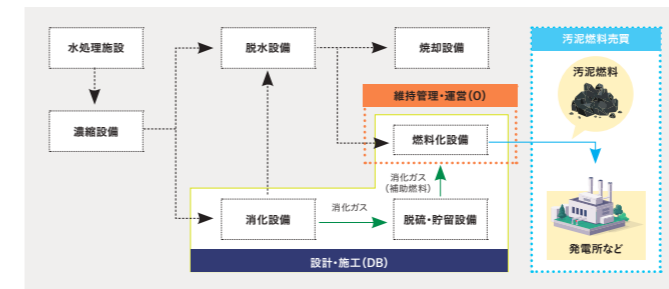 水処理施設
脱水設備
焼却設備
汚泥燃料売買
汚泥燃料
維持管理・運営(O)
濃縮設備
燃料化設備
消化ガス
(補助燃料)
消化ガス
消化設備
脱硫・貯留設備
発電所など
設計・施工(DB)